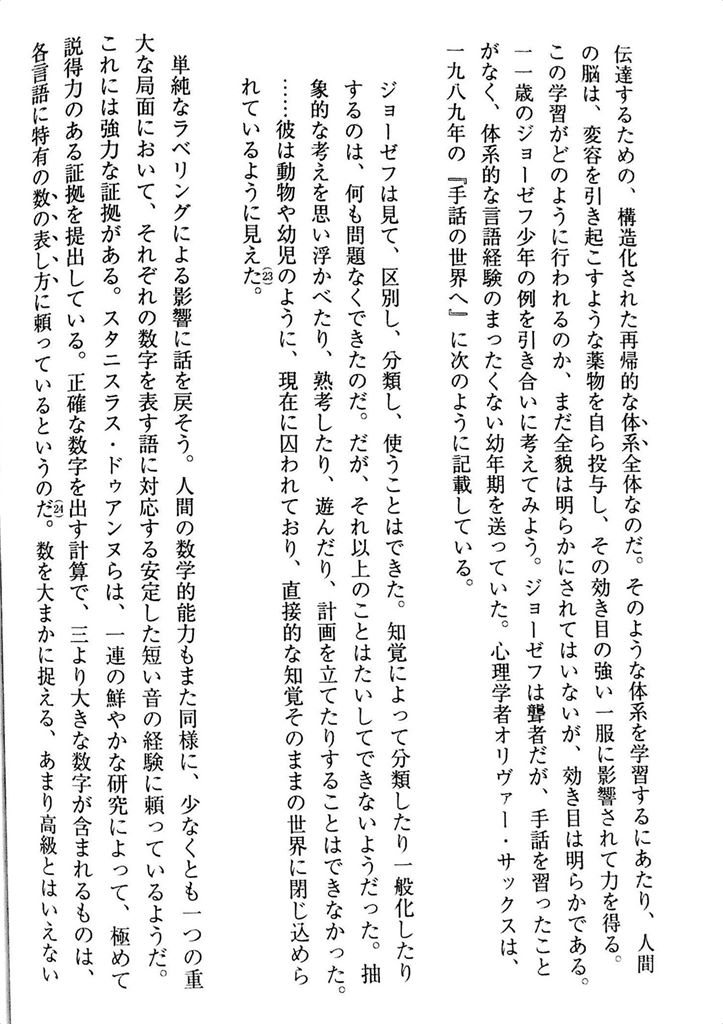 伝達するための、構造化された再帰的な体系全体なのだ。そのような体系を学習するにあたり、人間
の脳は、変容を引き起こすような薬物を自ら投与し、その効き目の強い一服に影響されて力を得る。
この学習がどのように行われるのか、まだ全貌は明らかにされてはいないが、効き目は明らかである。
一一歳のジョーゼフ少年の例を引き合いに考えてみよう。ジョーゼフは聾者だが、手話を習ったこと
がなく、体系的な言語経験のまったくない幼年期を送っていた。心理学者オリヴァー・サックスは、
一九八九年の『手話の世界へ』に次のように記載している。
ジョーゼフは見て、区別し、分類し、使うことはできた。知覚によって分類したり一般化したり
するのは、何も問題なくできたのだ。だが、それ以上のことはたいしてできないようだった。抽
象的な考えを思い浮かべたり、熟考したり、遊んだり、計画を立てたりすることはできなかった。
……彼は動物や幼児のように、現在に囚われており、直接的な知覚そのままの世界に閉じ込めら
れているように見えた。(23)
単純なラベリングによる影響に話を戻そう。人間の数学的能力もまた同様に、少なくとも一つの重
大な局面において、それぞれの数字を表す語に対応する安定した短い音の経験に頼っているようだ。
これには強力な証拠がある。スタニスラス・ドゥアンヌらは、一連の鮮やかな研究によって、極めて
説得力のある証拠を提出している。正確な数字を出す計算で、三より大きな数字が含まれるものは、
各言語に特有の数の表し方に頼っているというのだ。(24)数を大まかに捉える、あまり高級とはいえない